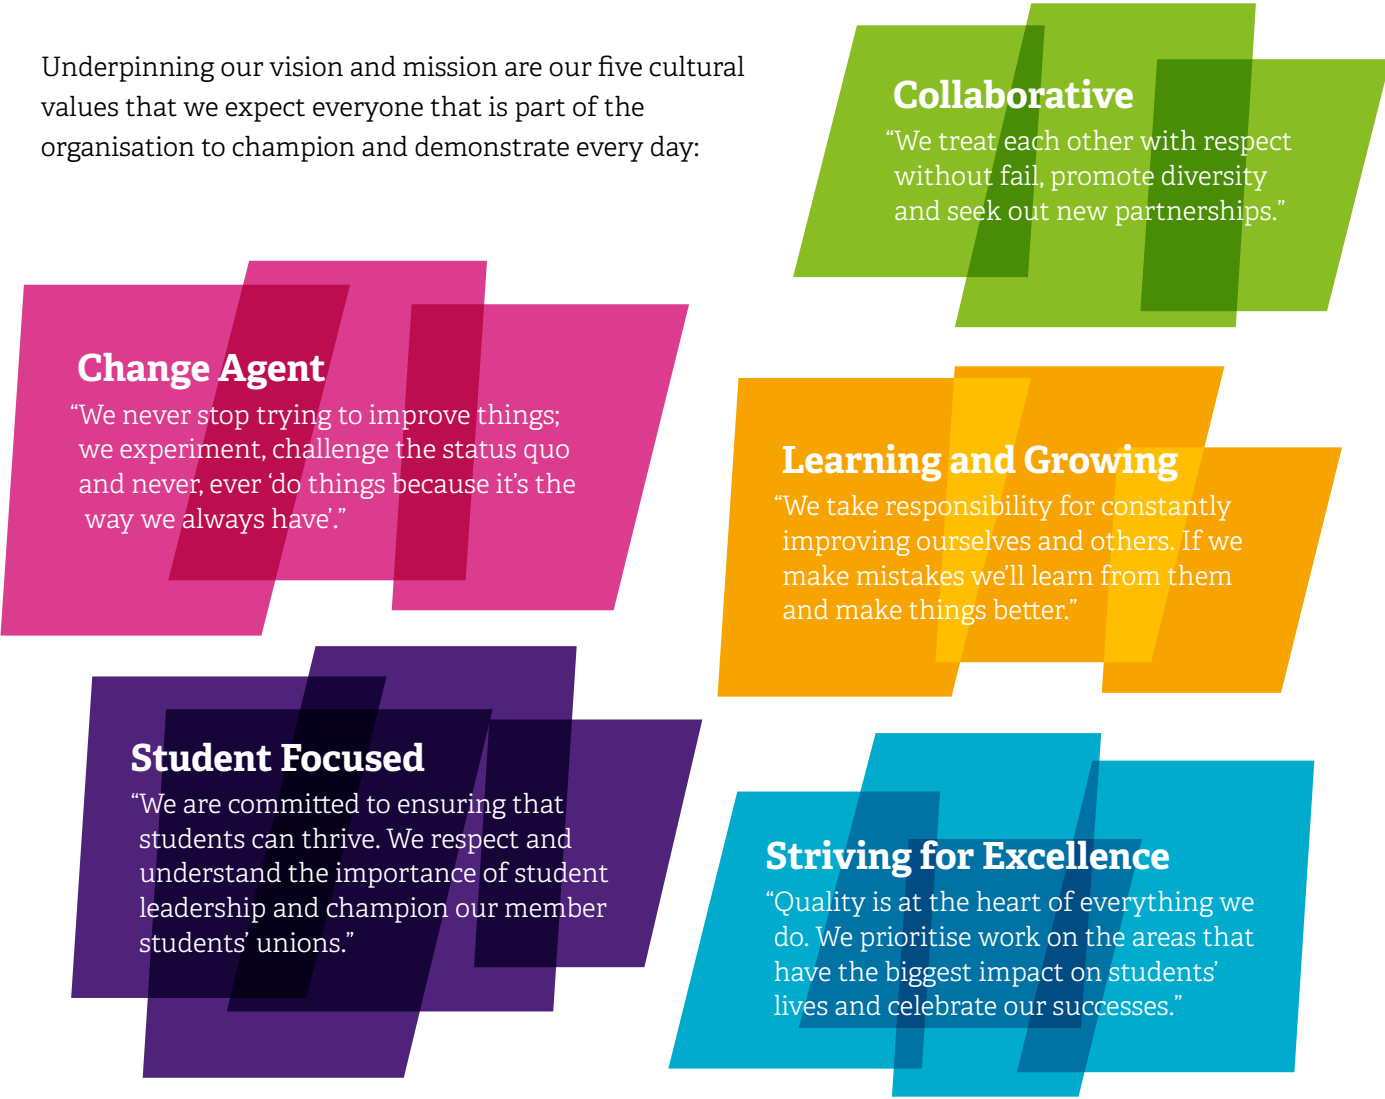 Underpinning our vision and mission are our five cultural
values that we expect everyone that is part of the
organisation to champion and demonstrate every day:
Collaborative
“We treat each other with respect
without fail, promote diversity
and seek out new partnerships.”
Change Agent
“We never stop trying to improve things;
we experiment, challenge the status quo
and never, ever ‘do things because it’s the
way we always have’.”
Learning and Growing
“We take responsibility for constantly
improving ourselves and others. If we
make mistakes we’ll learn from them
and make things better.”
Student Focused
“We are committed to ensuring that
students can thrive. We respect and
understand the importance of student
leadership and champion our member
students’ unions.”
Striving for Excellence
“Quality is at the heart of everything we
do. We prioritise work on the areas that
have the biggest impact on students’
lives and celebrate our successes.”